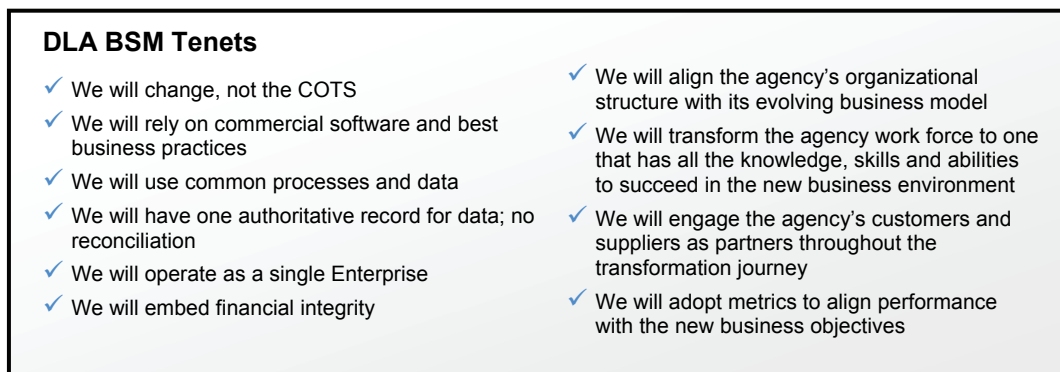 DLA BSM Tenets
✓ We will change, not the COTS
✓ We will rely on commercial software and best
business practices
✓ We will use common processes and data
✓ We will have one authoritative record for data; no
reconciliation
✓ We will operate as a single Enterprise
✓ We will embed financial integrity
✓ We will align the agency’s organizational
structure with its evolving business model
✓ We will transform the agency work force to one
that has all the knowledge, skills and abilities
to succeed in the new business environment
✓ We will engage the agency’s customers and
suppliers as partners throughout the
transformation journey
✓ We will adopt metrics to align performance
with the new business objectives